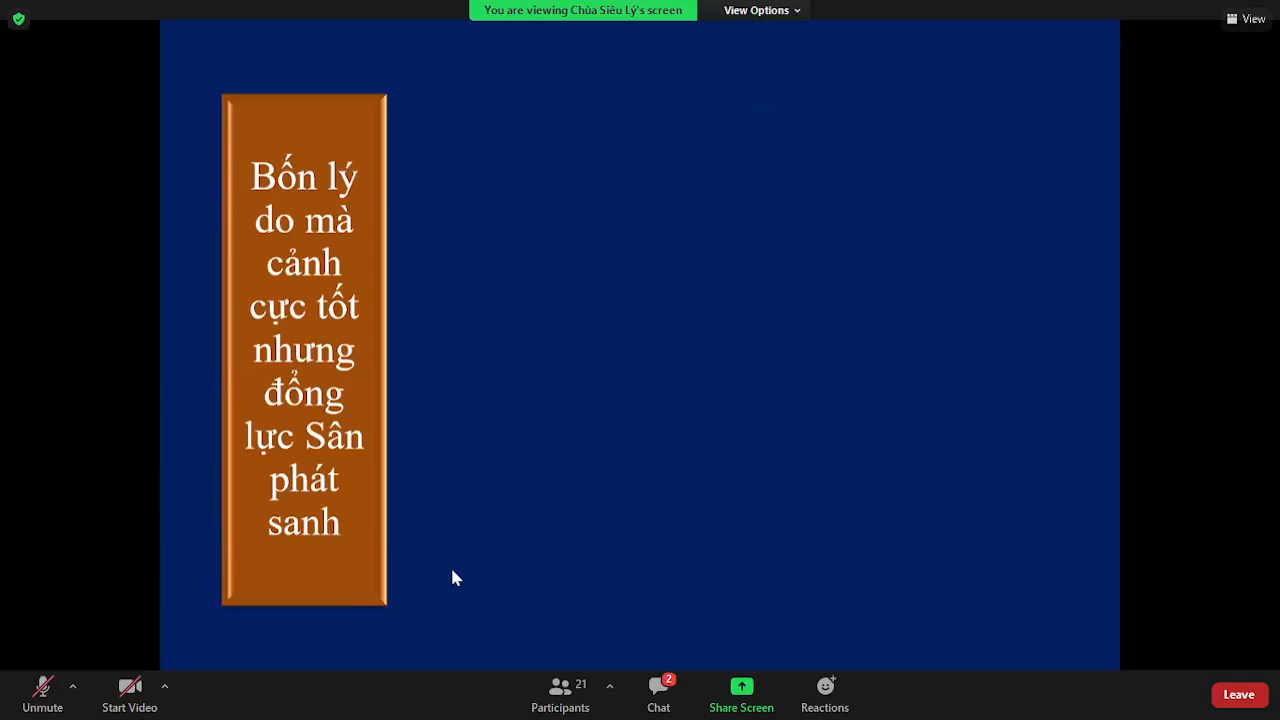 You are viewing Chùa Siêu Lý's screen
View Options
View
Bốn lý
do mà
cảnh
cực tốt
nhưng
đổng
lực Sân
phát
sanh
Unmute
Start Video
21
Participants
2
Chat
Share Screen
Reactions
Leave